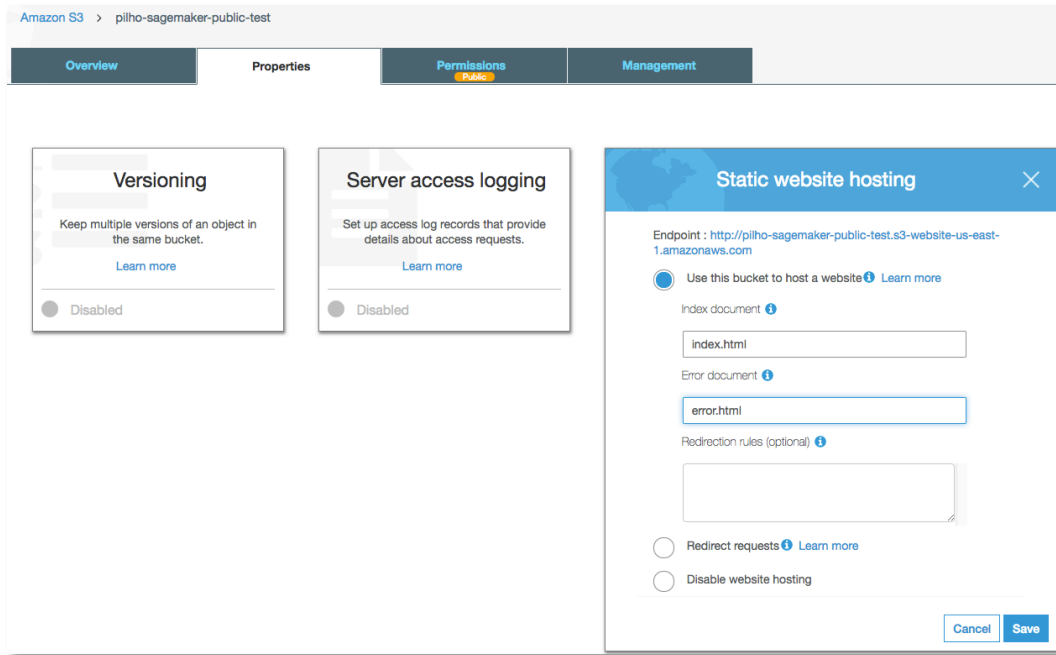 Amazon S3 > pilho-sagemaker-public-test
Overview
Properties
Permissions
Public
Management
Versioning
Keep multiple versions of an object in
the same bucket.
Learn more
Disabled
Server access logging
Set up access log records that provide
details about access requests.
Learn more
Disabled
Static website hosting
Endpoint : http://pilho-sagemaker-public-test.s3-website-us-east-
1.amazonaws.com
Use this bucket to host a website Learn more
Index document
index.html
Error document
error.html
Redirection rules (optional)
Redirect requests Learn more
Disable website hosting
Cancel Save